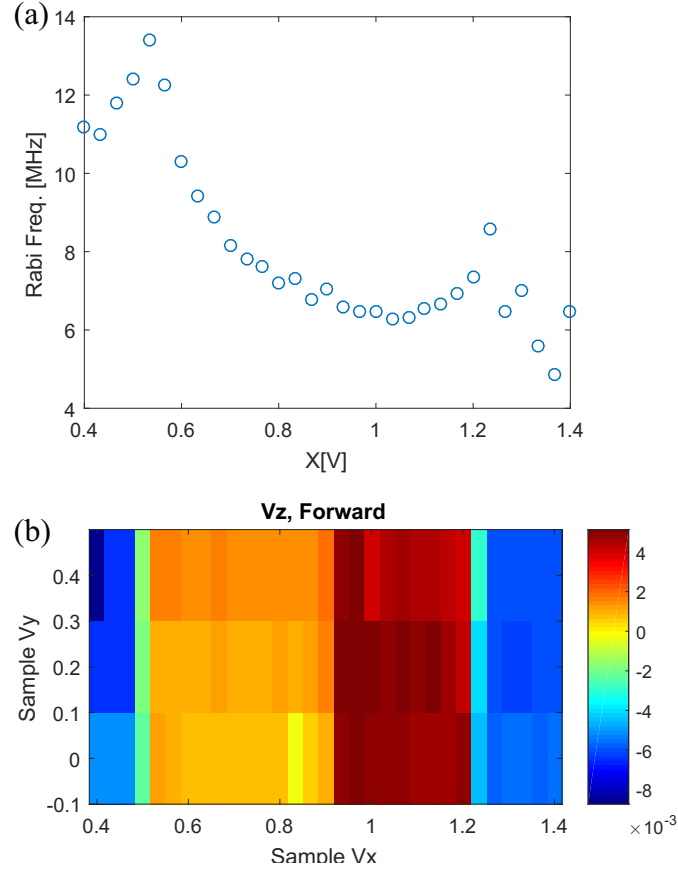 (a)
14
12
10
8
6
4
Rabi Freq. [MHz]
0.4 0.6 0.8 1 1.2 1.4
X[V]
(b)
Vz, Forward
0.4
0.3
0.2
0.1
0
-0.1
Sample Vy
0.4 0.6 0.8 1 1.2 1.4
Sample Vx
4
2
0
-2
-4
-6
-8
×10⁻³